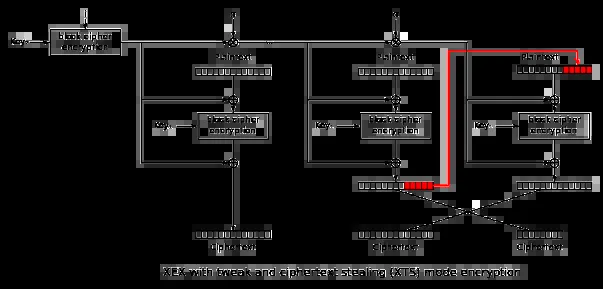 Key
block cipher
encryption
Plaintext
Plaintext
Plaintext
Key
block cipher
encryption
Key
block cipher
encryption
Key
block cipher
encryption
Ciphertext
Ciphertext
Ciphertext
XEX with tweak and ciphertext stealing (XTS) mode encryption